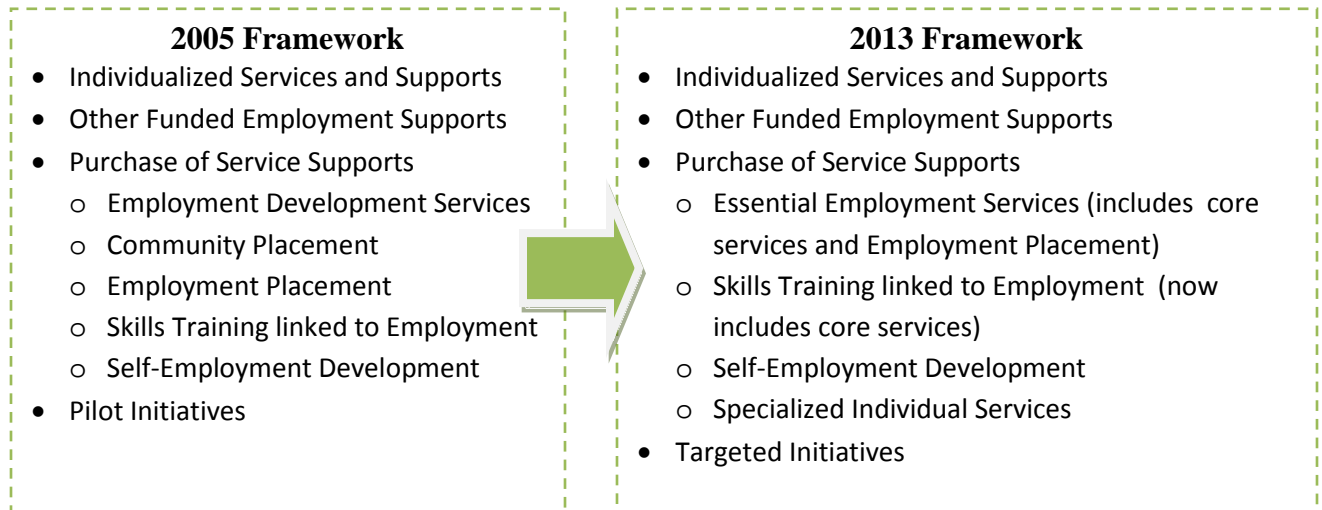 2005 Framework
• Individualized Services and Supports
• Other Funded Employment Supports
• Purchase of Service Supports
o Employment Development Services
o Community Placement
o Employment Placement
o Skills Training linked to Employment
o Self-Employment Development
• Pilot Initiatives
2013 Framework
• Individualized Services and Supports
• Other Funded Employment Supports
• Purchase of Service Supports
o Essential Employment Services (includes core
services and Employment Placement)
o Skills Training linked to Employment (now
includes core services)
o Self-Employment Development
o Specialized Individual Services
• Targeted Initiatives